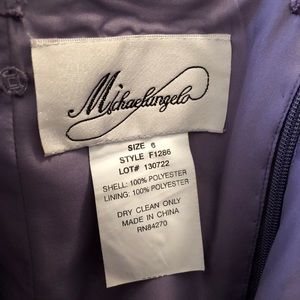 Michaelangelo
SIZE 6
STYLE F1286
LOT# 130722
SHELL: 100% POLYESTER
LINING: 100% POLYESTER
DRY CLEAN ONLY
MADE IN CHINA
RN84270